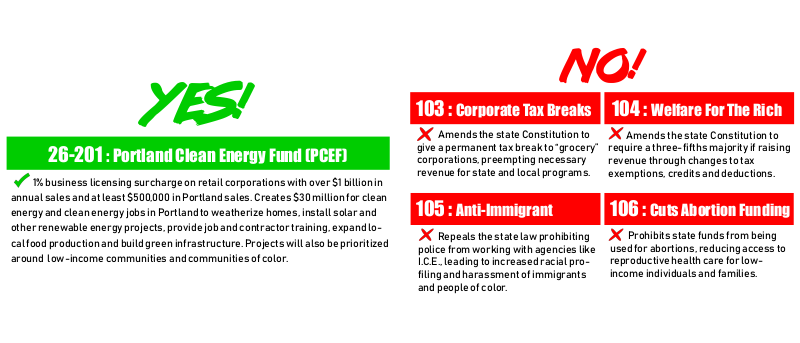 YES!
26-201 : Portland Clean Energy Fund (PCEF)
1% business licensing surcharge on retail corporations with over $1 billion in
annual sales and at least $500,000 in Portland sales. Creates $30 million for clean
energy and clean energy jobs in Portland to weatherize homes, install solar and
other renewable energy projects, provide job and contractor training, expand lo-
cal food production and build green infrastructure. Projects will also be prioritized
around low-income communities and communities of color.
NO!
103 : Corporate Tax Breaks
Amends the state Constitution to
give a permanent tax break to "grocery"
corporations, preempting necessary
revenue for state and local programs.
104 : Welfare For The Rich
Amends the state Constitution to
require a three-fifths majority if raising
revenue through changes to tax
exemptions, credits and deductions.
105 : Anti-Immigrant
Repeals the state law prohibiting
police from working with agencies like
I.C.E., leading to increased racial pro-
filing and harassment of immigrants
and people of color.
106 : Cuts Abortion Funding
Prohibits state funds from being
used for abortions, reducing access to
reproductive health care for low-
income individuals and families.